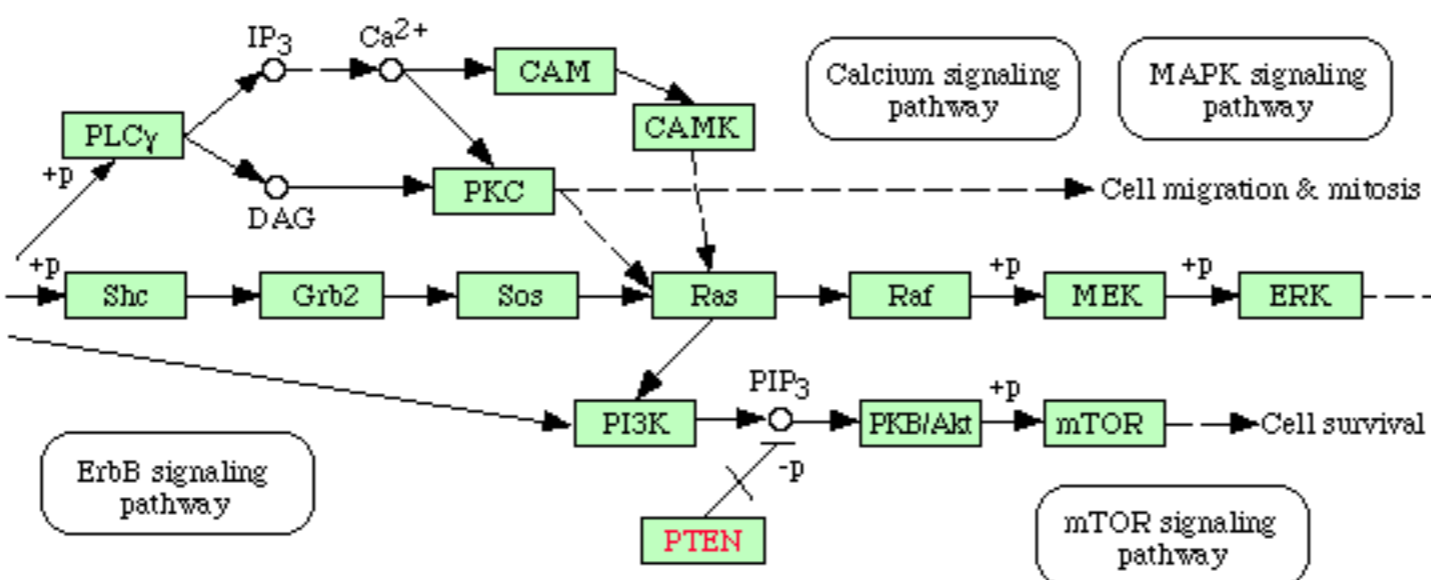 IP3
Ca2+
CAM
Calcium signaling
pathway
MAPK signaling
pathway
PLCγ
CAMK
+p
PKC
Cell migration & mitosis
DAG
+p
Shc
Grb2
Sos
Ras
Raf
+p
MEK
+p
ERK
PIP3
PI3K
PKB/Akt
+p
mTOR
Cell survival
-p
ErbB signaling
pathway
PTEN
mTOR signaling
pathway